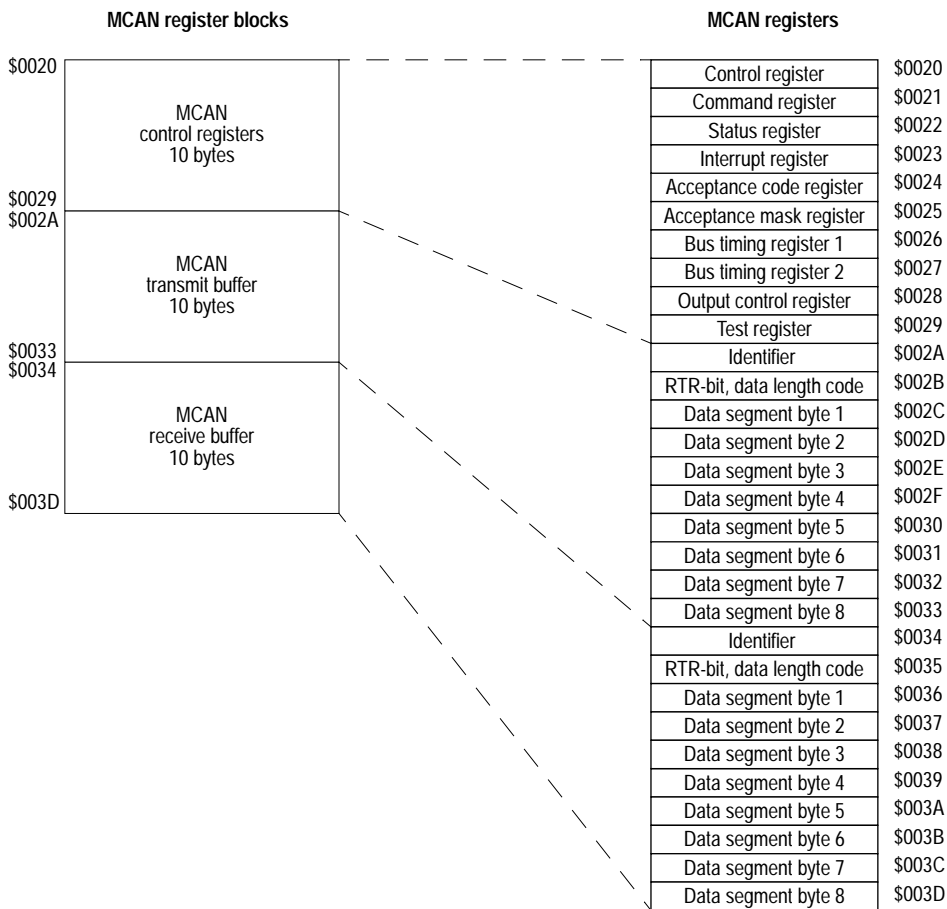 MCAN register blocks
$0020
MCAN
control registers
10 bytes
$0029
$002A
MCAN
transmit buffer
10 bytes
$0033
$0034
MCAN
receive buffer
10 bytes
$003D
MCAN registers
Control register $0020
Command register $0021
Status register $0022
Interrupt register $0023
Acceptance code register $0024
Acceptance mask register $0025
Bus timing register 1 $0026
Bus timing register 2 $0027
Output control register $0028
Test register $0029
Identifier $002A
RTR-bit, data length code $002B
Data segment byte 1 $002C
Data segment byte 2 $002D
Data segment byte 3 $002E
Data segment byte 4 $002F
Data segment byte 5 $0030
Data segment byte 6 $0031
Data segment byte 7 $0032
Data segment byte 8 $0033
Identifier $0034
RTR-bit, data length code $0035
Data segment byte 1 $0036
Data segment byte 2 $0037
Data segment byte 3 $0038
Data segment byte 4 $0039
Data segment byte 5 $003A
Data segment byte 6 $003B
Data segment byte 7 $003C
Data segment byte 8 $003D